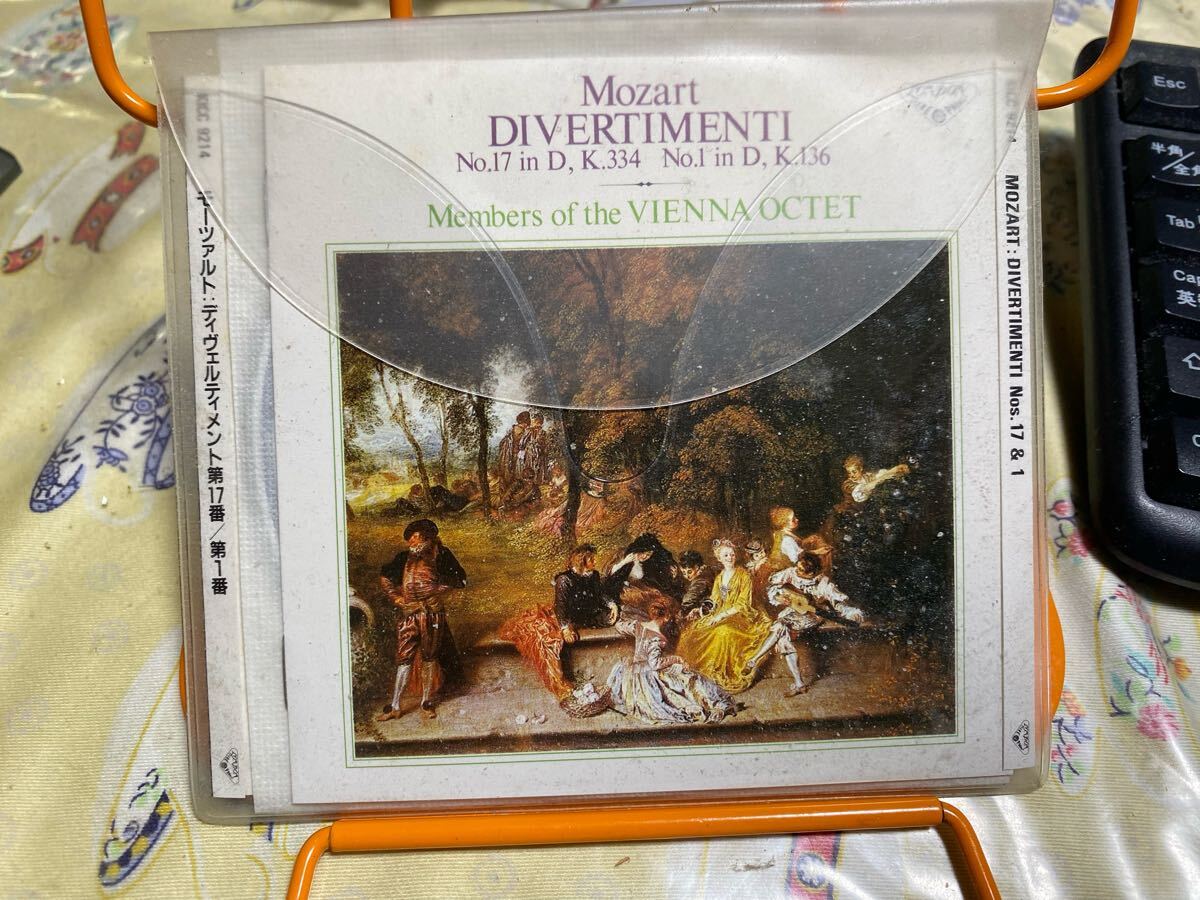 Mozart
DIVERTIMENTI
No.17 in D, K.334 No.1 in D, K.136
Members of the VIENNA OCTET
9214
モーツァルト:ディヴェルティメント第17番/第1番
MOZART: DIVERTIMENTI Nos.17 & 1
Esc
半角/
Tab
英